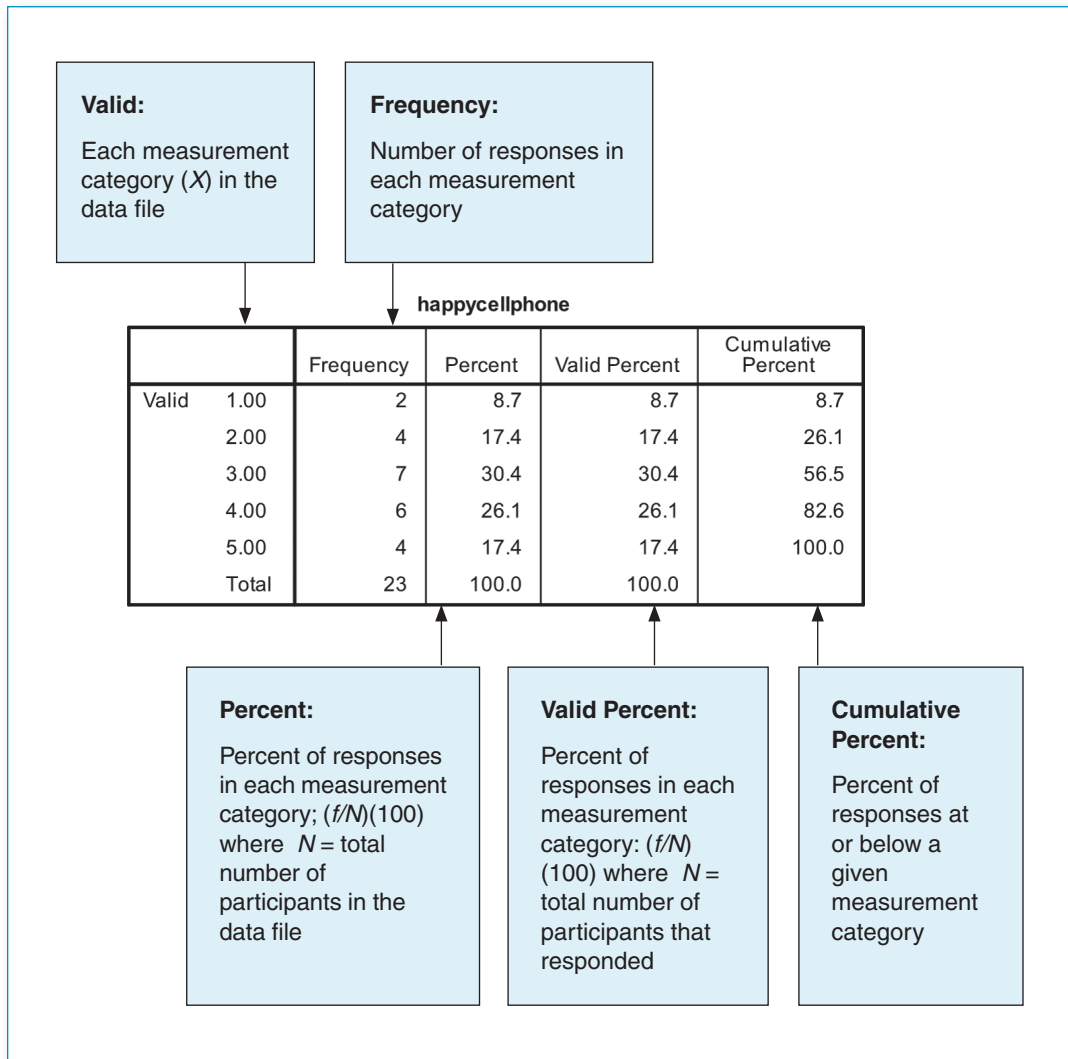 Valid:
Each measurement
category (X) in the
data file
Frequency:
Number of responses in
each measurement
category
happycellphone
Frequency Percent Valid Percent Cumulative
Percent
Valid 1.00 2 8.7 8.7 8.7
2.00 4 17.4 17.4 26.1
3.00 7 30.4 30.4 56.5
4.00 6 26.1 26.1 82.6
5.00 4 17.4 17.4 100.0
Total 23 100.0 100.0
Percent:
Percent of responses
in each measurement
category; (f/N)(100)
where N = total
number of
participants in the
data file
Valid Percent:
Percent of
responses in each
measurement
category: (f/N)
(100) where N =
total number of
participants that
responded
Cumulative
Percent:
Percent of
responses at
or below a
given
measurement
category